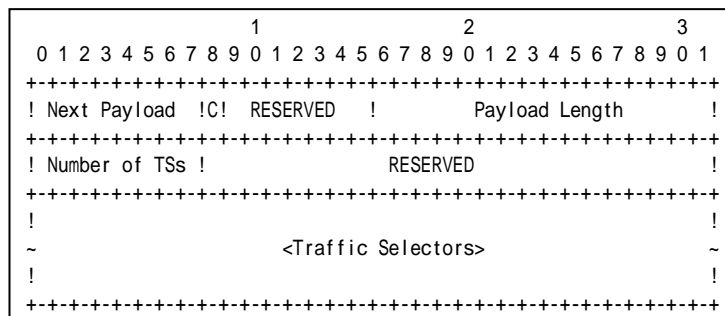 1                   2                   3
 0 1 2 3 4 5 6 7 8 9 0 1 2 3 4 5 6 7 8 9 0 1 2 3 4 5 6 7 8 9 0 1
+-+-+-+-+-+-+-+-+-+-+-+-+-+-+-+-+-+-+-+-+-+-+-+-+-+-+-+-+-+-+-+-+
! Next Payload  !C!  RESERVED   !         Payload Length        !
+-+-+-+-+-+-+-+-+-+-+-+-+-+-+-+-+-+-+-+-+-+-+-+-+-+-+-+-+-+-+-+-+
! Number of TSs !                 RESERVED                      !
+-+-+-+-+-+-+-+-+-+-+-+-+-+-+-+-+-+-+-+-+-+-+-+-+-+-+-+-+-+-+-+-+
!                                                               !
~                       <Traffic Selectors>                     ~
!                                                               !
+-+-+-+-+-+-+-+-+-+-+-+-+-+-+-+-+-+-+-+-+-+-+-+-+-+-+-+-+-+-+-+-+